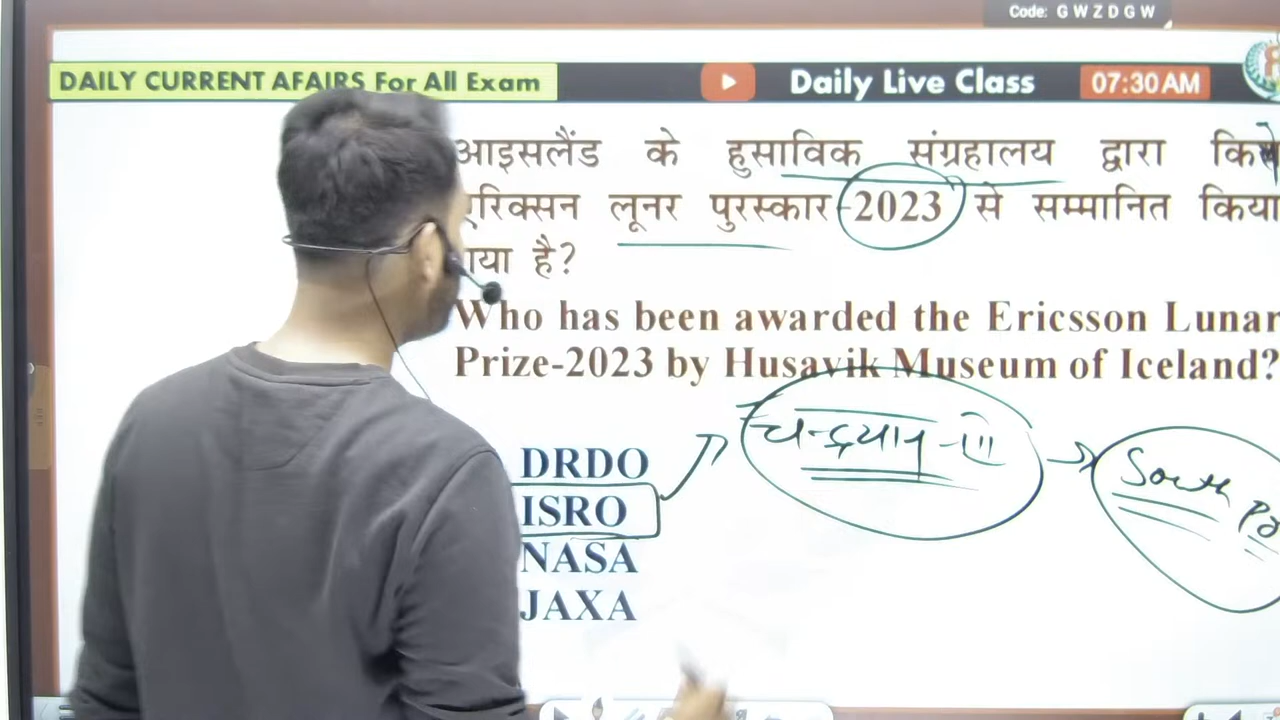 Code: G W Z D G W
DAILY CURRENT AFAIRS For All Exam
Daily Live Class
07:30 AM
आइसलैंड के हुसाविक संग्रहालय द्वारा किसे
एरिक्सन लूनर पुरस्कार-2023 से सम्मानित किया
गया है?
Who has been awarded the Ericsson Lunar
Prize-2023 by Husavik Museum of Iceland?
चन्द्रयान-III
South
DRDO
ISRO
NASA
JAXA